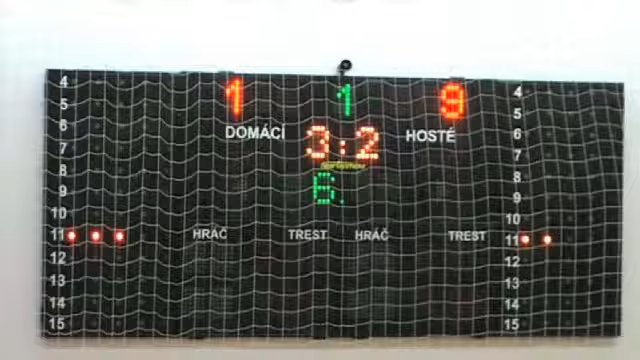 4 1 1 9 4
5 5
6 DOMÁCÍ 3:2 HOSTÉ 6
7 7
8 8
9 6. 9
10 10
11 HRÁČ TREST HRÁČ TREST 11
12 12
13 13
14 14
15 15